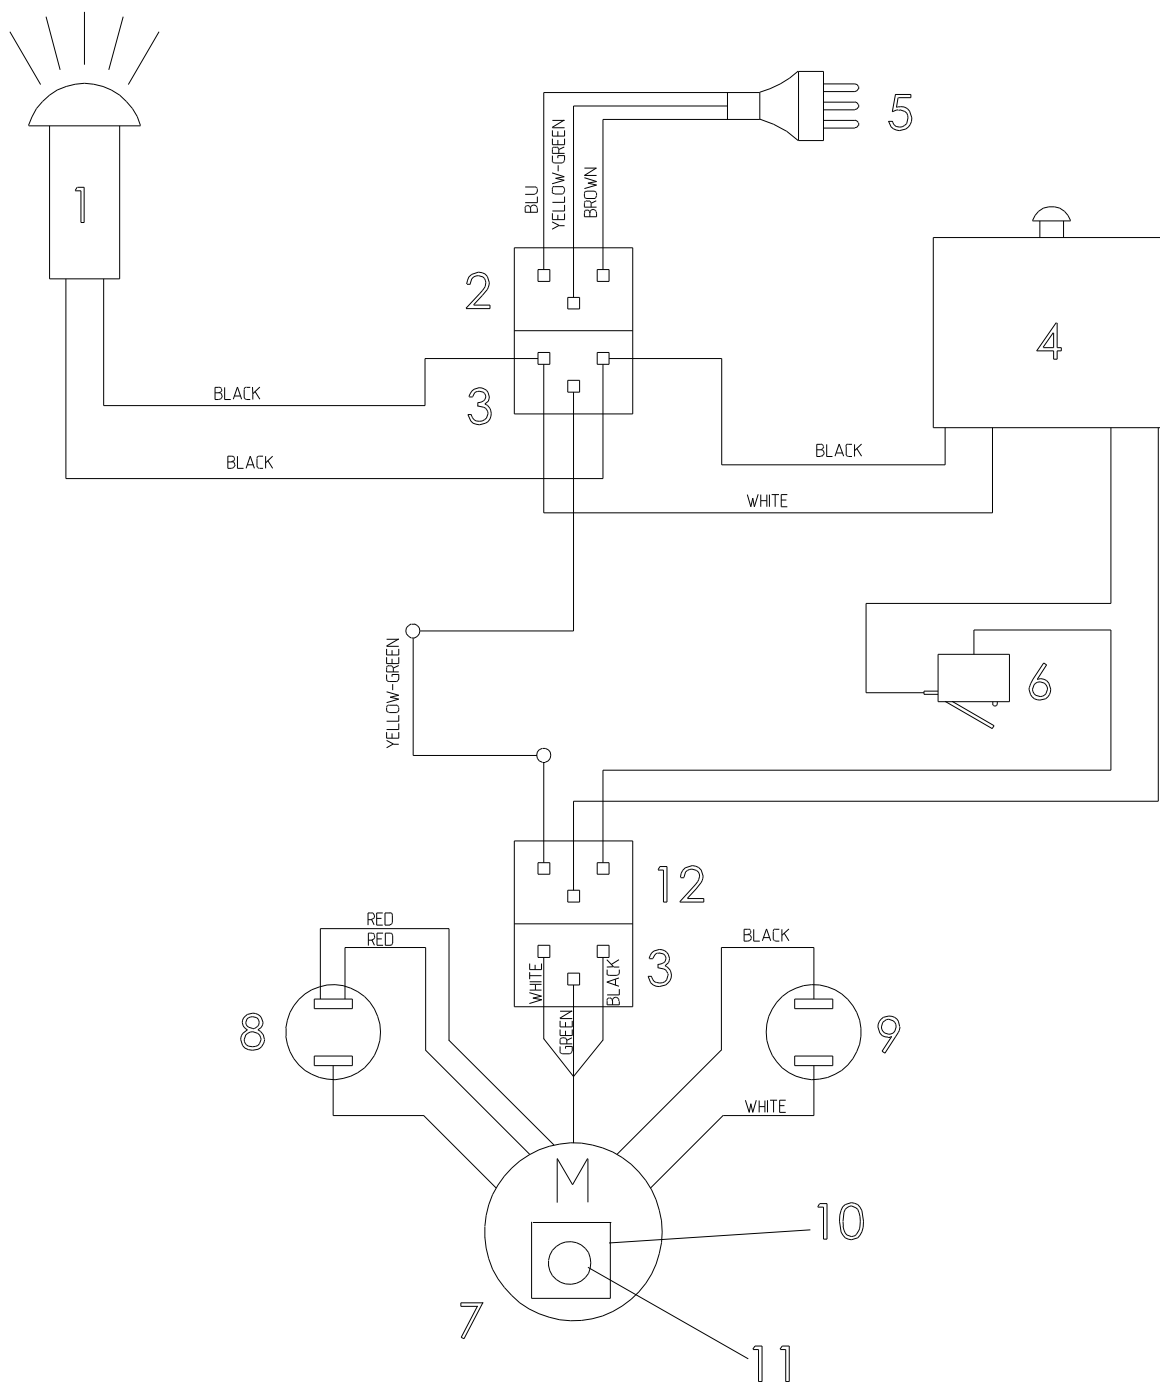 5
BLU
YELLOW-GREEN
BROWN
1
2
4
3
BLACK
BLACK
BLACK
WHITE
YELLOW-GREEN
6
12
RED
RED
BLACK
3
WHITE
BLACK
GREEN
8
9
WHITE
M
10
7
11